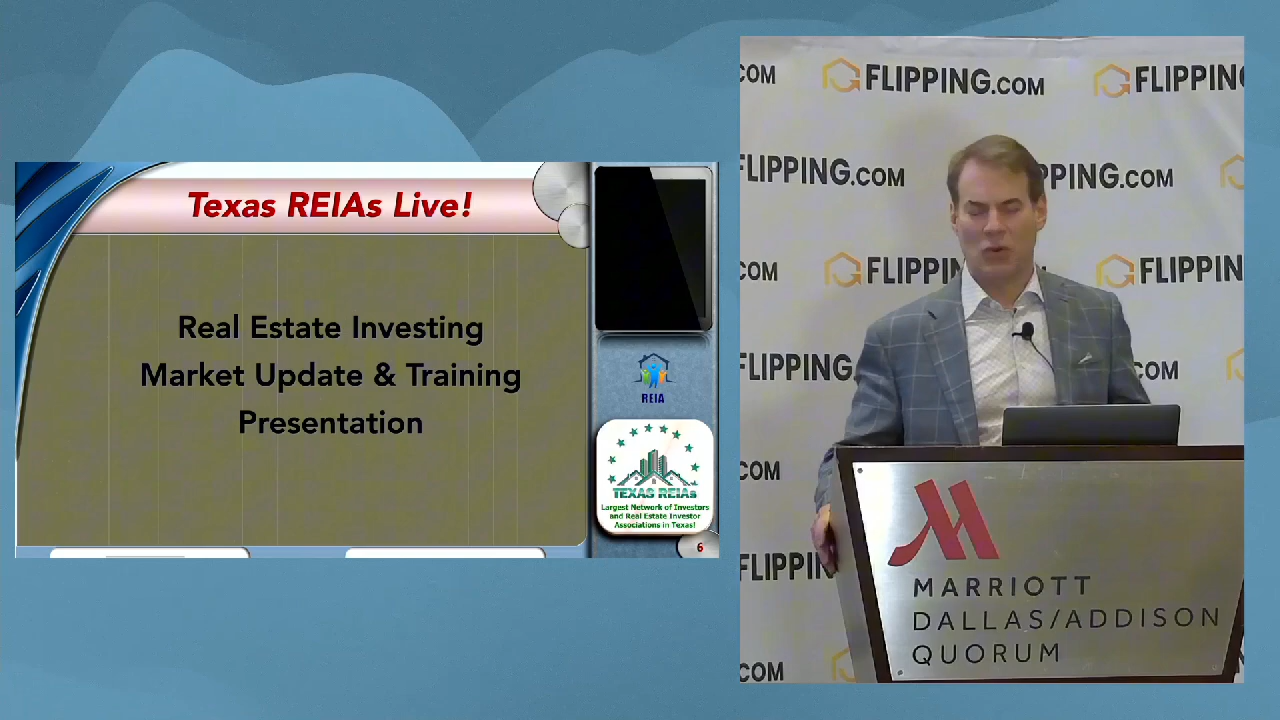 Texas REIAs Live!
Real Estate Investing
Market Update & Training
Presentation
REIA
TEXAS REIAs
Largest Network of Investors
and Real Estate Investor
Associations in Texas!
6
.COM FLIPPING.COM FLIPPING
FLIPPING.COM FLIPPING.COM
.COM FLIPPING FLIPPIN
FLIPPING. .COM
.COM
FLIPPIN
.COM
MARRIOTT
DALLAS/ADDISON
QUORUM